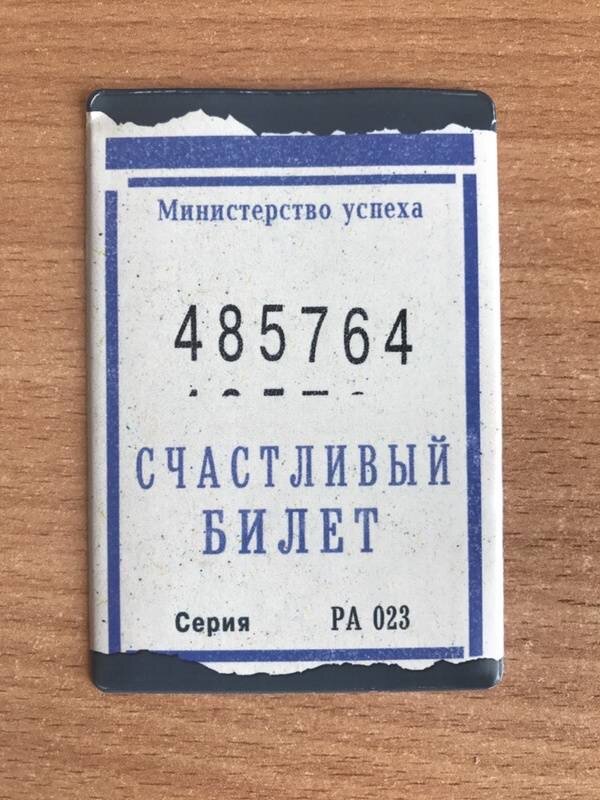 Министерство успеха
485764
СЧАСТЛИВЫЙ
БИЛЕТ
Серия РА 023